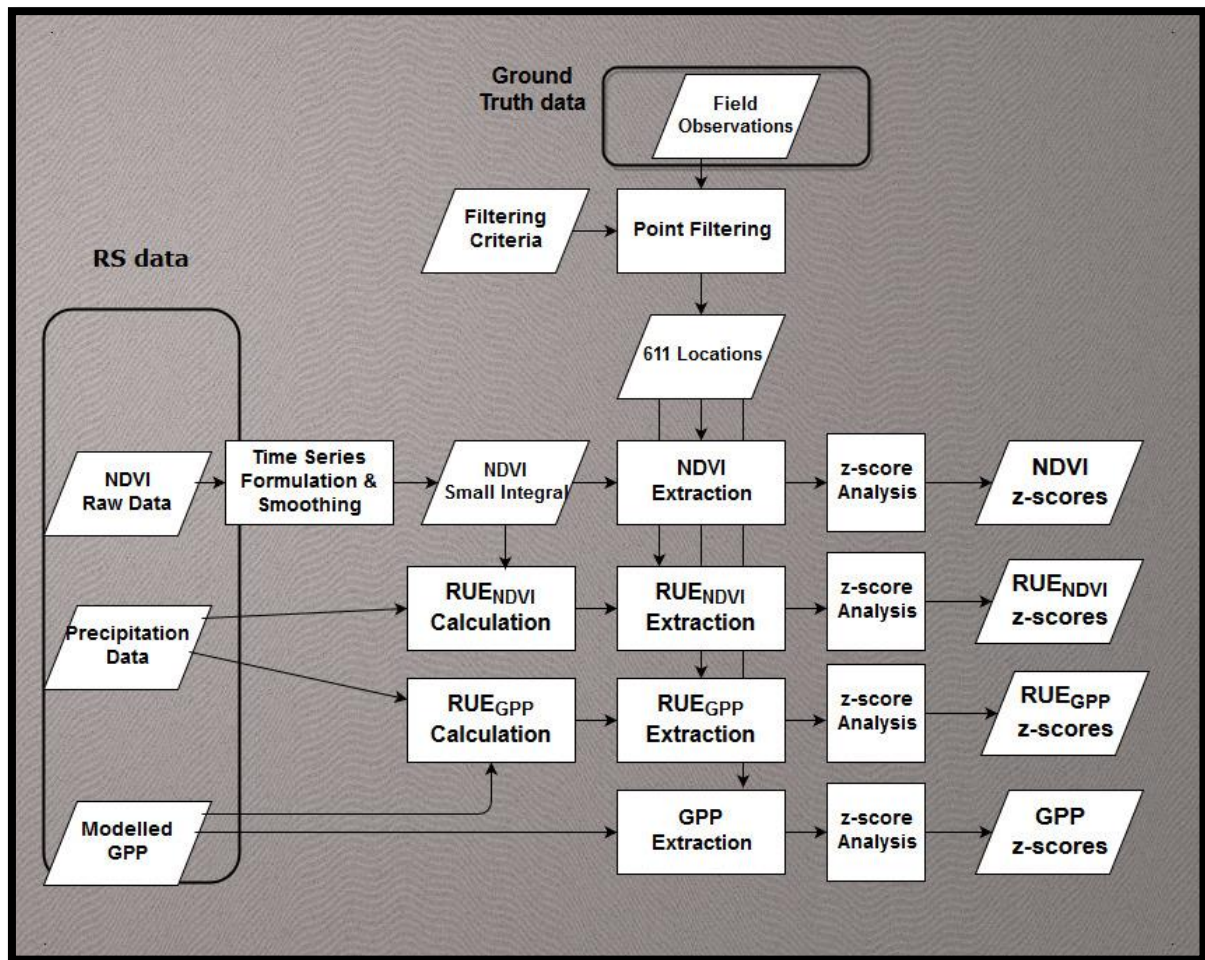 Ground
Truth data
Field
Observations
Filtering
Criteria
Point Filtering
RS data
611 Locations
NDVI
Raw Data
Time Series
Formulation &
Smoothing
NDVI
Small Integral
NDVI
Extraction
z-score
Analysis
NDVI
z-scores
Precipitation
Data
RUENDVI
Calculation
RUENDVI
Extraction
z-score
Analysis
RUENDVI
z-scores
RUEGPP
Calculation
RUEGPP
Extraction
z-score
Analysis
RUEGPP
z-scores
Modelled
GPP
GPP
Extraction
z-score
Analysis
GPP
z-scores